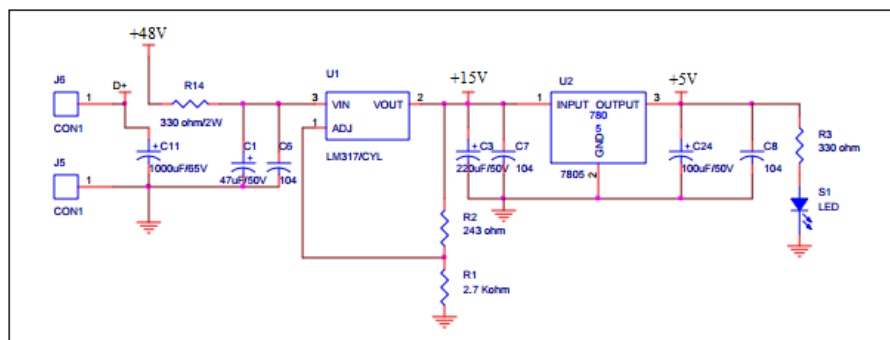 +48V
J6
1
D+
CON1
R14
330 ohm/2W
C11
1000uF/65V
J5
1
CON1
C1
47uF/50V
C6
104
U1
3
VIN
VOUT
2
1
ADJ
LM317/CYL
+15V
C3
220uF/50V
C7
104
R2
243 ohm
R1
2.7 Kohm
U2
1
INPUT
OUTPUT
3
780
5
GND
2
7805
+5V
C24
100uF/50V
C8
104
R3
330 ohm
S1
LED